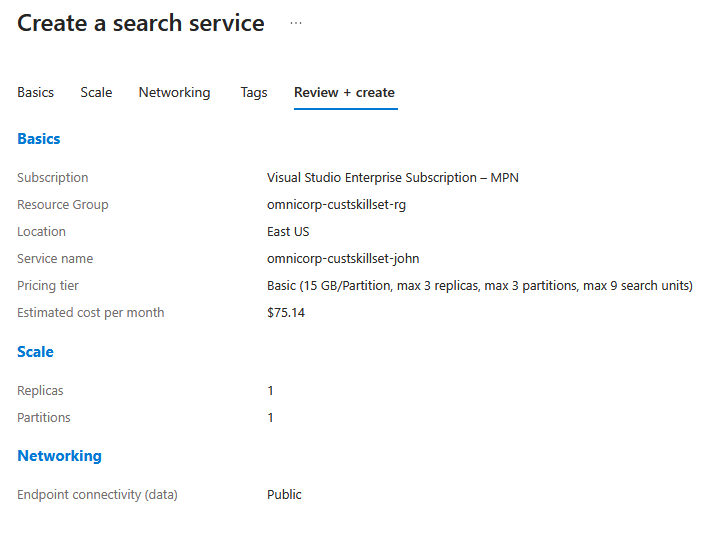 Create a search service ...
Basics Scale Networking Tags Review + create
Basics
Subscription Visual Studio Enterprise Subscription – MPN
Resource Group omnicorp-custskillset-rg
Location East US
Service name omnicorp-custskillset-john
Pricing tier Basic (15 GB/Partition, max 3 replicas, max 3 partitions, max 9 search units)
Estimated cost per month $75.14
Scale
Replicas 1
Partitions 1
Networking
Endpoint connectivity (data) Public